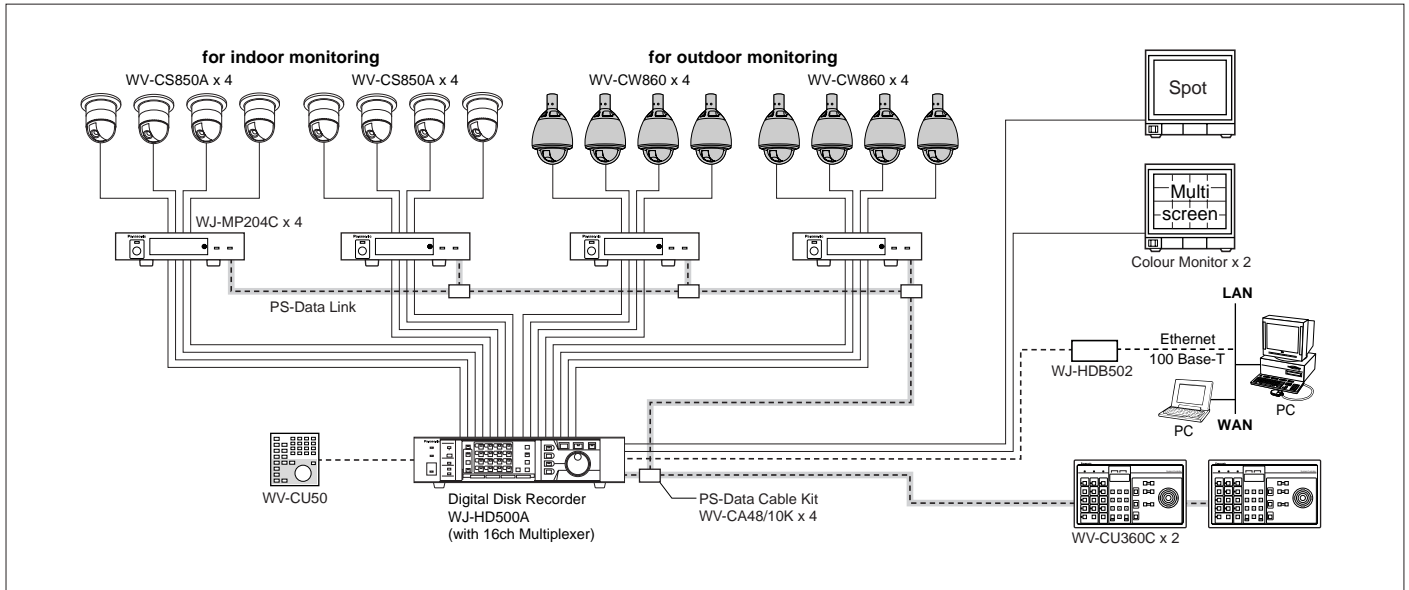 for indoor monitoring
for outdoor monitoring
WV-CS850A x 4
WV-CS850A x 4
WV-CW860 x 4
WV-CW860 x 4
Spot
WJ-MP204C x 4
Multi
screen
Colour Monitor x 2
PS-Data Link
LAN
Ethernet
100 Base-T
WJ-HDB502
PC
PC
WAN
WV-CU50
Digital Disk Recorder
WJ-HD500A
(with 16ch Multiplexer)
PS-Data Cable Kit
WV-CA48/10K x 4
WV-CU360C x 2